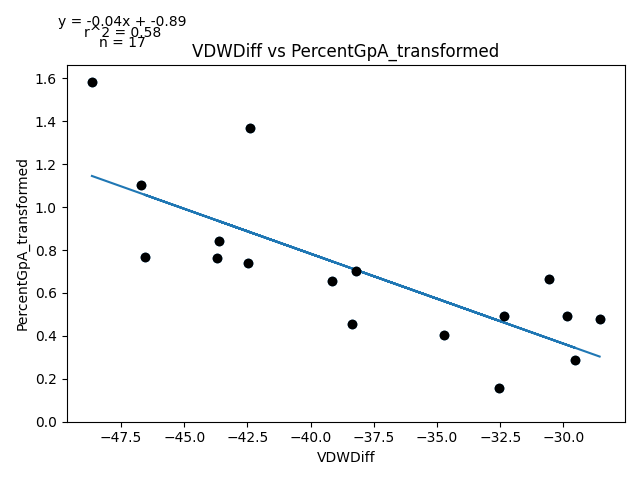 y = -0.04x + -0.89
r^2 = 0.58
n = 17
VDWDiff vs PercentGpA_transformed
PercentGpA_transformed
1.6
1.4
1.2
1.0
0.8
0.6
0.4
0.2
0.0
−47.5 −45.0 −42.5 −40.0 −37.5 −35.0 −32.5 −30.0
VDWDiff